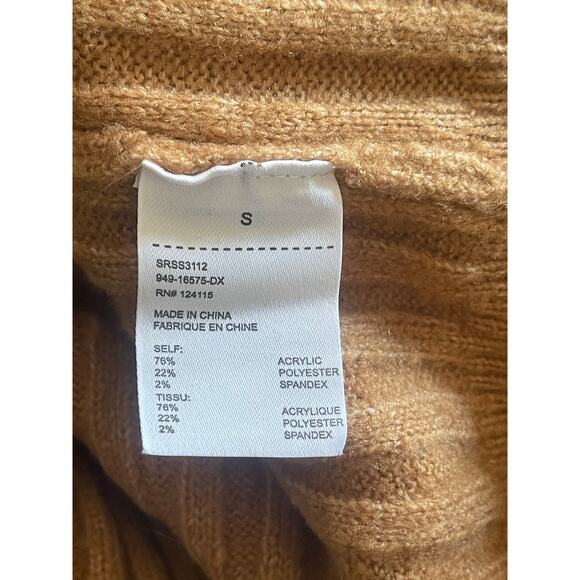 S
SRSS3112
949-16575-DX
RN# 124115
MADE IN CHINA
FABRIQUE EN CHINE
SELF:
76% ACRYLIC
22% POLYESTER
2% SPANDEX
TISSU:
76% ACRYLIQUE
22% POLYESTER
2% SPANDEX